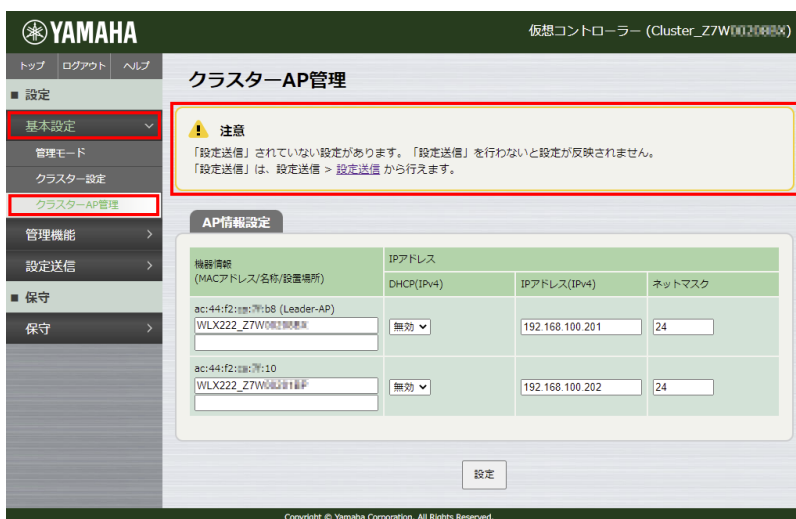 YAMAHA
仮想コントローラー (Cluster_Z7W
トップ ログアウト ヘルプ
■ 設定
基本設定
管理モード
クラスター設定
クラスターAP管理
管理機能
設定送信
■ 保守
保守
クラスターAP管理
注意
「設定送信」されていない設定があります。「設定送信」を行わないと設定が反映されません。
「設定送信」は、設定送信 > 設定送信 から行えます。
AP情報設定
機器情報
(MACアドレス/名称/設置場所)
IPアドレス
DHCP(IPv4)
IPアドレス(IPv4)
ネットマスク
ac:44:f2: :b8 (Leader-AP)
WLX222_Z7W
無効
192.168.100.201
24
ac:44:f2: :10
WLX222_Z7W
無効
192.168.100.202
24
設定
Copyright © Yamaha Corporation. All Rights Reserved.